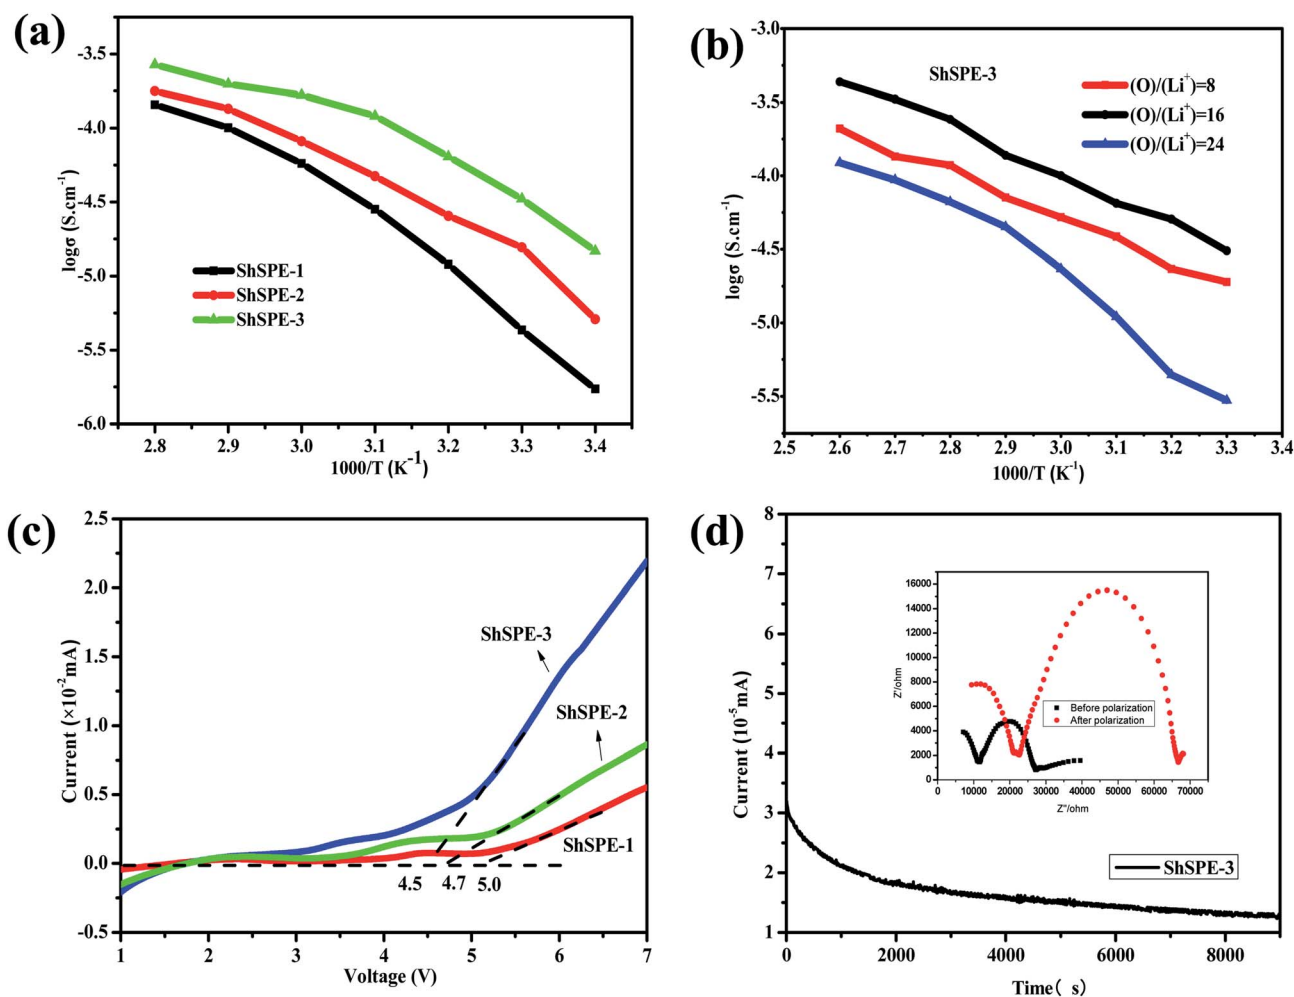 (a)
-3.5
-4.0
-4.5
-5.0
-5.5
-6.0
logσ (S.cm⁻¹)
ShSPE-1
ShSPE-2
ShSPE-3
2.8 2.9 3.0 3.1 3.2 3.3 3.4
1000/T (K⁻¹)
(b)
-3.0
-3.5
-4.0
-4.5
-5.0
-5.5
logσ (S.cm⁻¹)
ShSPE-3
(O)/(Li⁺)=8
(O)/(Li⁺)=16
(O)/(Li⁺)=24
2.5 2.6 2.7 2.8 2.9 3.0 3.1 3.2 3.3 3.4
1000/T (K⁻¹)
(c)
2.5
2.0
1.5
1.0
0.5
0.0
-0.5
Current (×10⁻²mA)
ShSPE-3
ShSPE-2
ShSPE-1
4.5 4.7 5.0
1 2 3 4 5 6 7
Voltage (V)
(d)
8
7
6
5
4
3
2
1
Current (10⁻⁵mA)
16000
14000
12000
10000
8000
6000
4000
2000
0
Z'/ohm
Before polarization
After polarization
0 10000 20000 30000 40000 50000 60000 70000
Z''/ohm
ShSPE-3
0 2000 4000 6000 8000
Time( s)